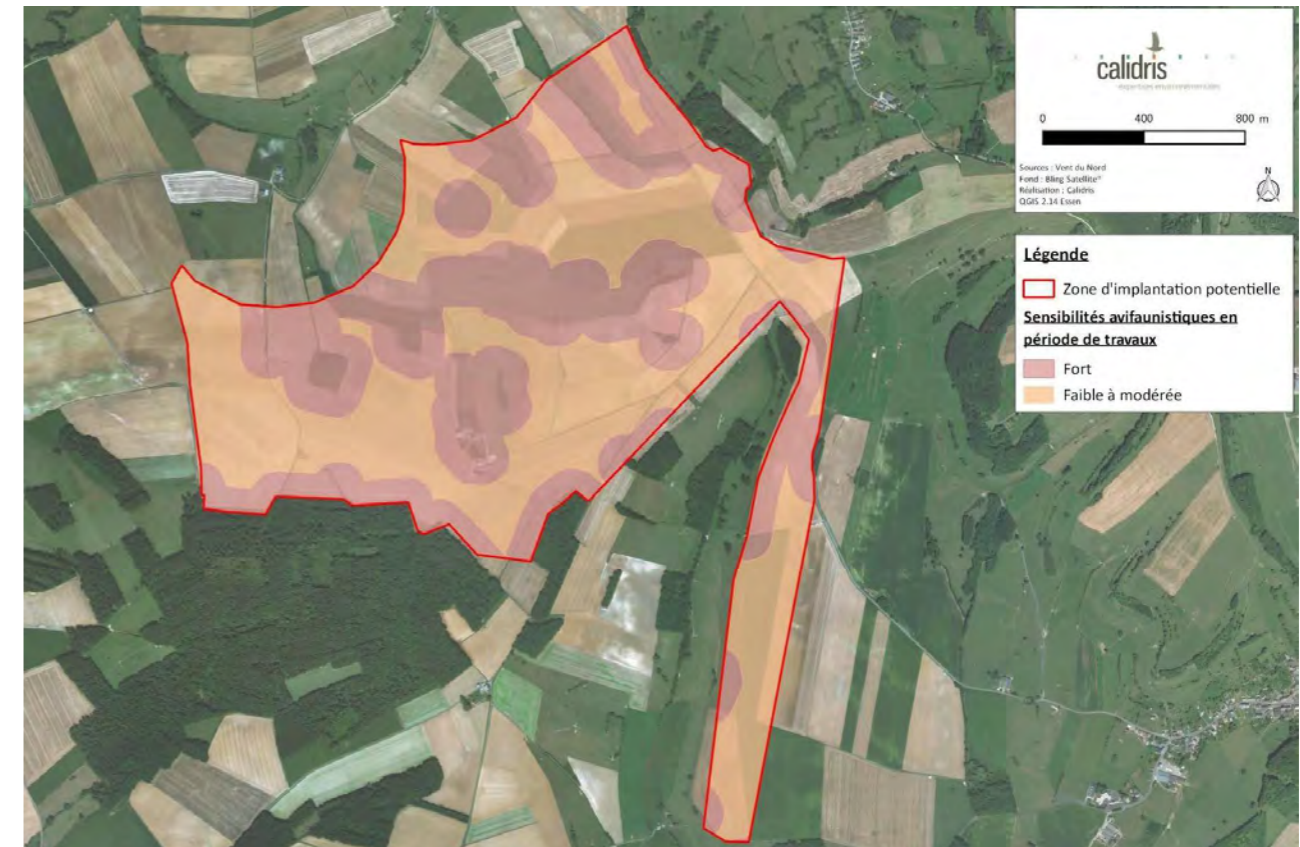 calidris
expertises environnementales
0 400 800 m
Sources : Vent du Nord
Fond : Bling Satellite®
Réalisation : Calidris
QGIS 2.14 Essen
N
Légende
Zone d'implantation potentielle
Sensibilités avifaunistiques en
période de travaux
Fort
Faible à modérée